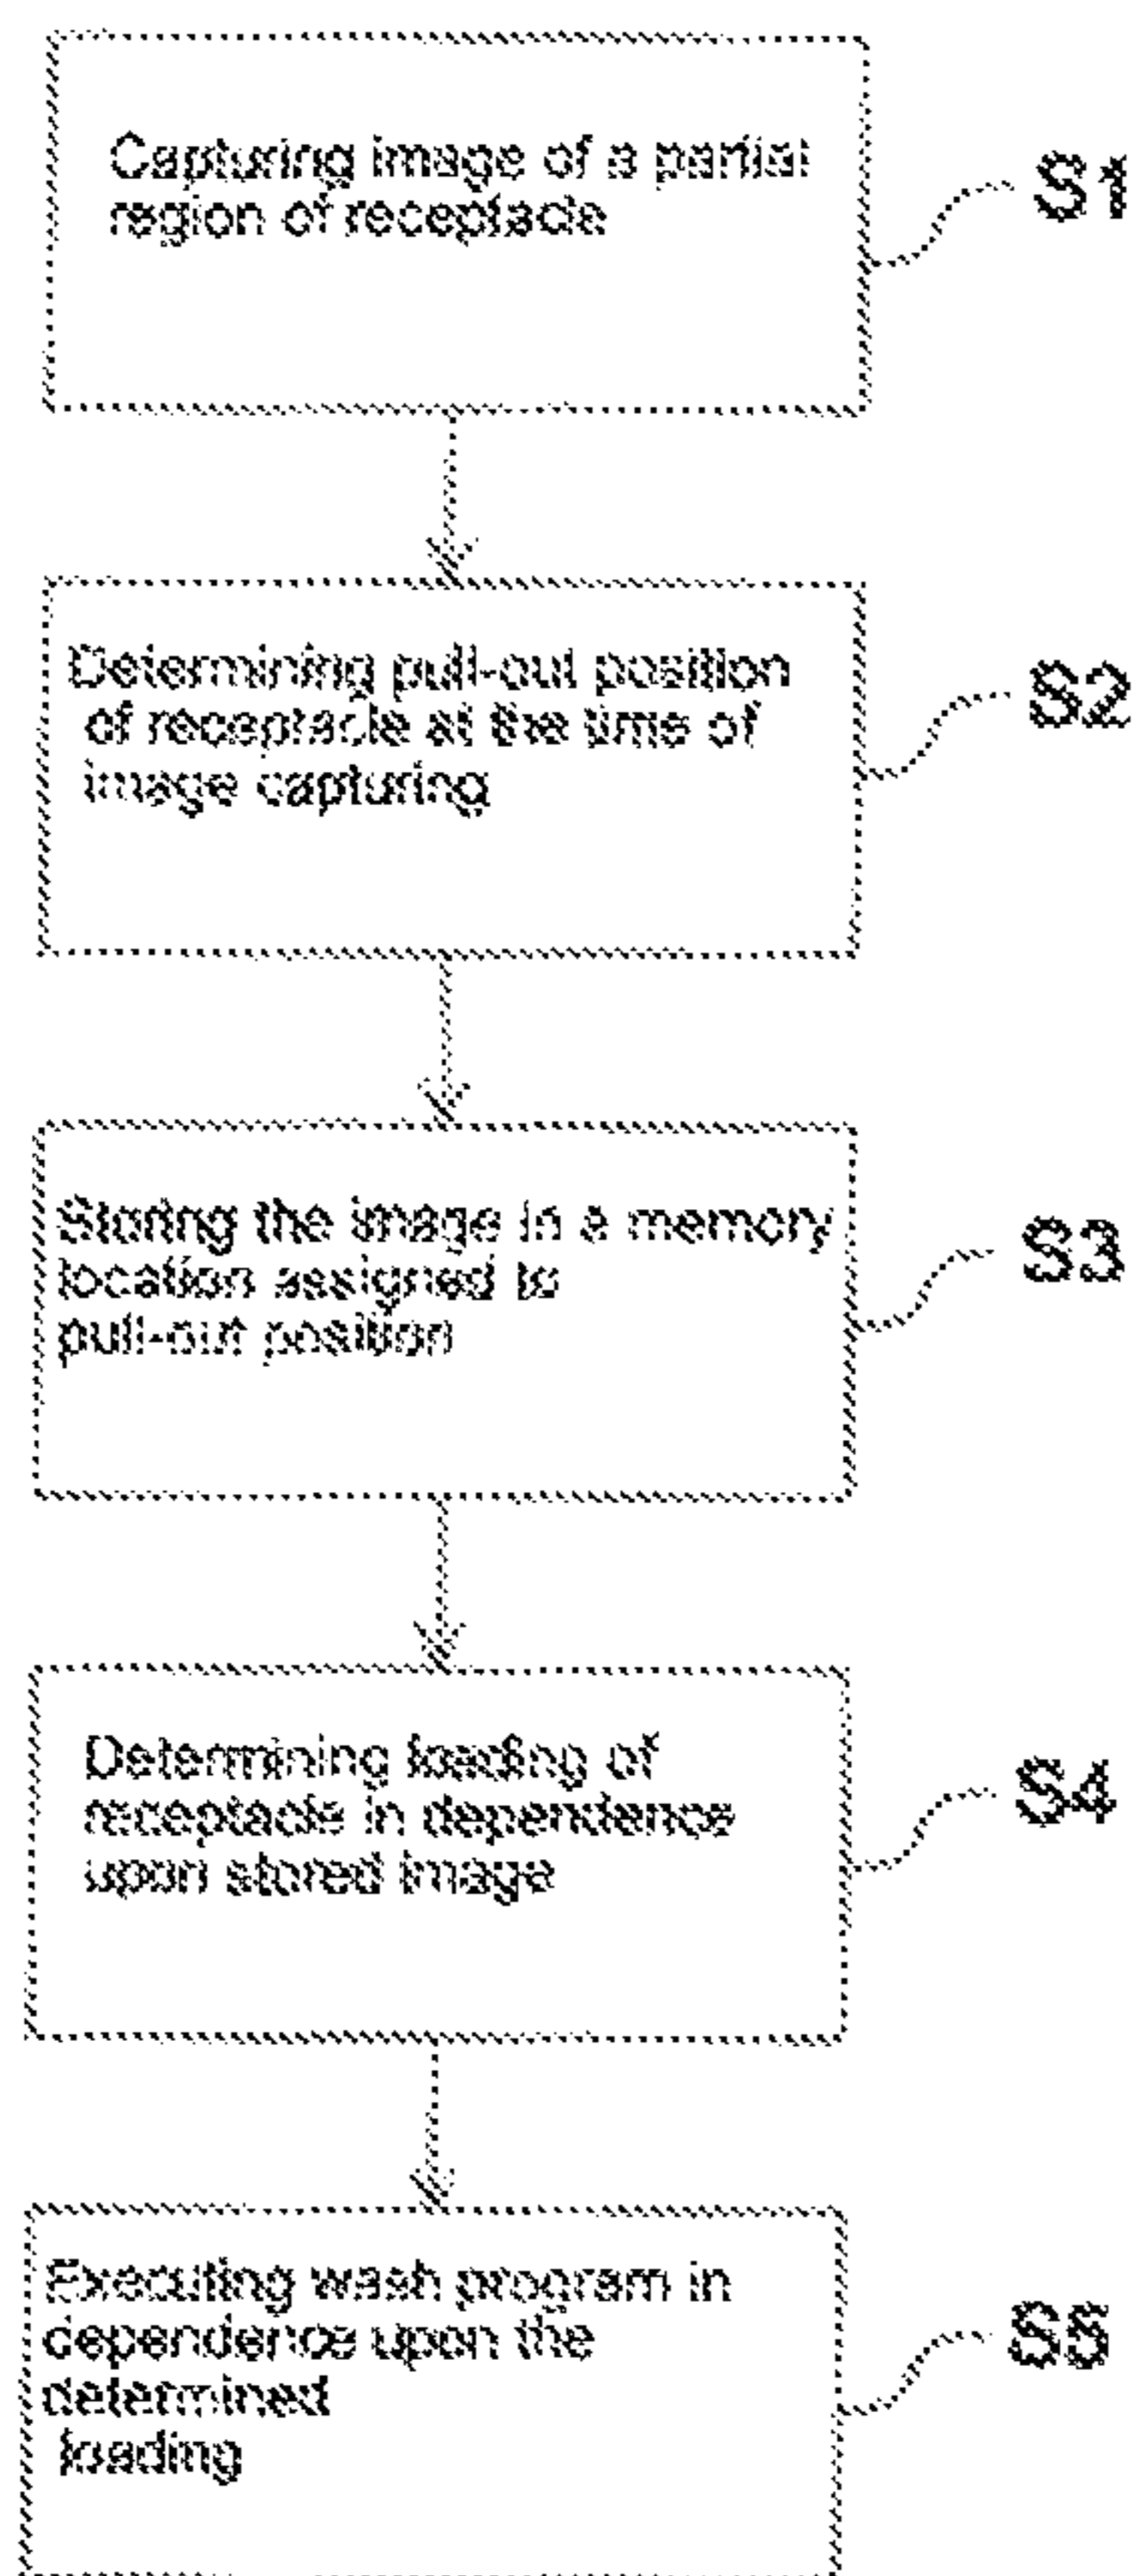 Capturing image of a partial
region of receptacle
S1
Determining pull-out position
of receptacle at the time of
image capturing
S2
Storing the image in a memory
location assigned to
pull-out position
S3
Determining loading of
receptacle in dependence
upon stored image
S4
Executing wash program in
dependence upon the
determined
loading
S5